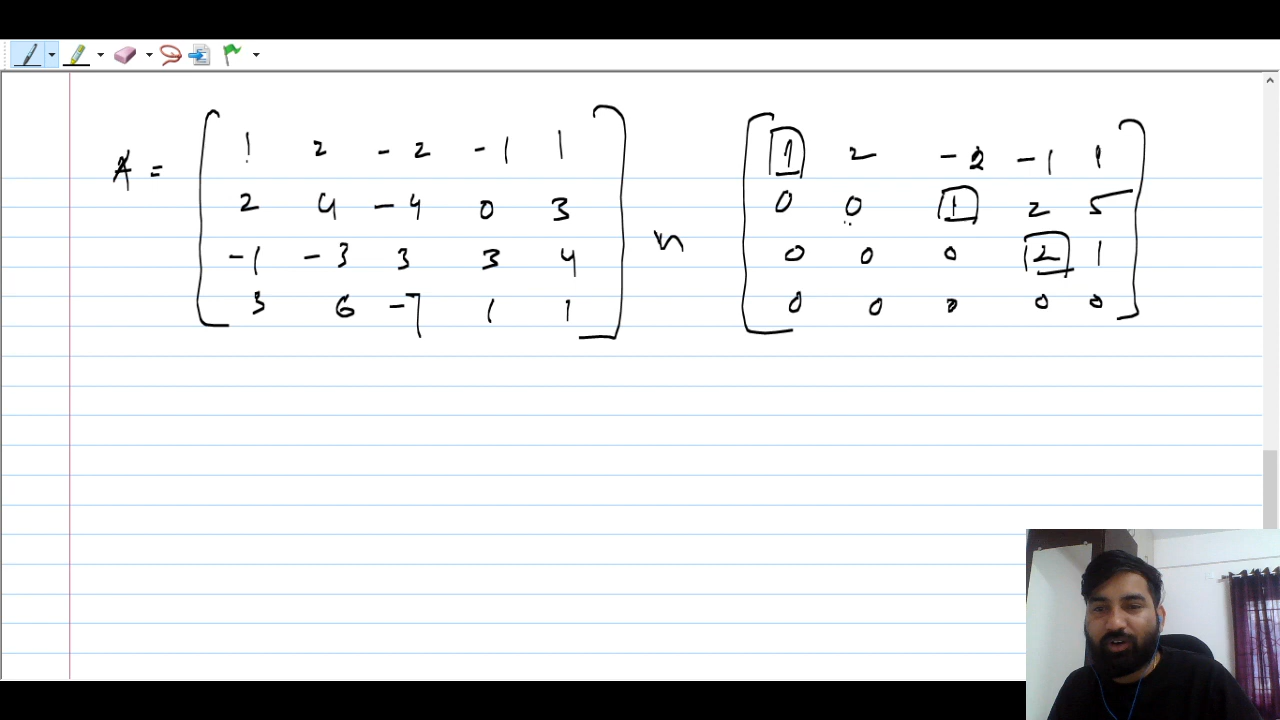 A = [ 1 2 -2 -1 1 ] ~ [ 1 2 -2 -1 1 ]
2 4 -4 0 3 0 0 1 2 5
-1 -3 3 3 4 0 0 0 2 1
3 6 -7 1 1 0 0 0 0 0